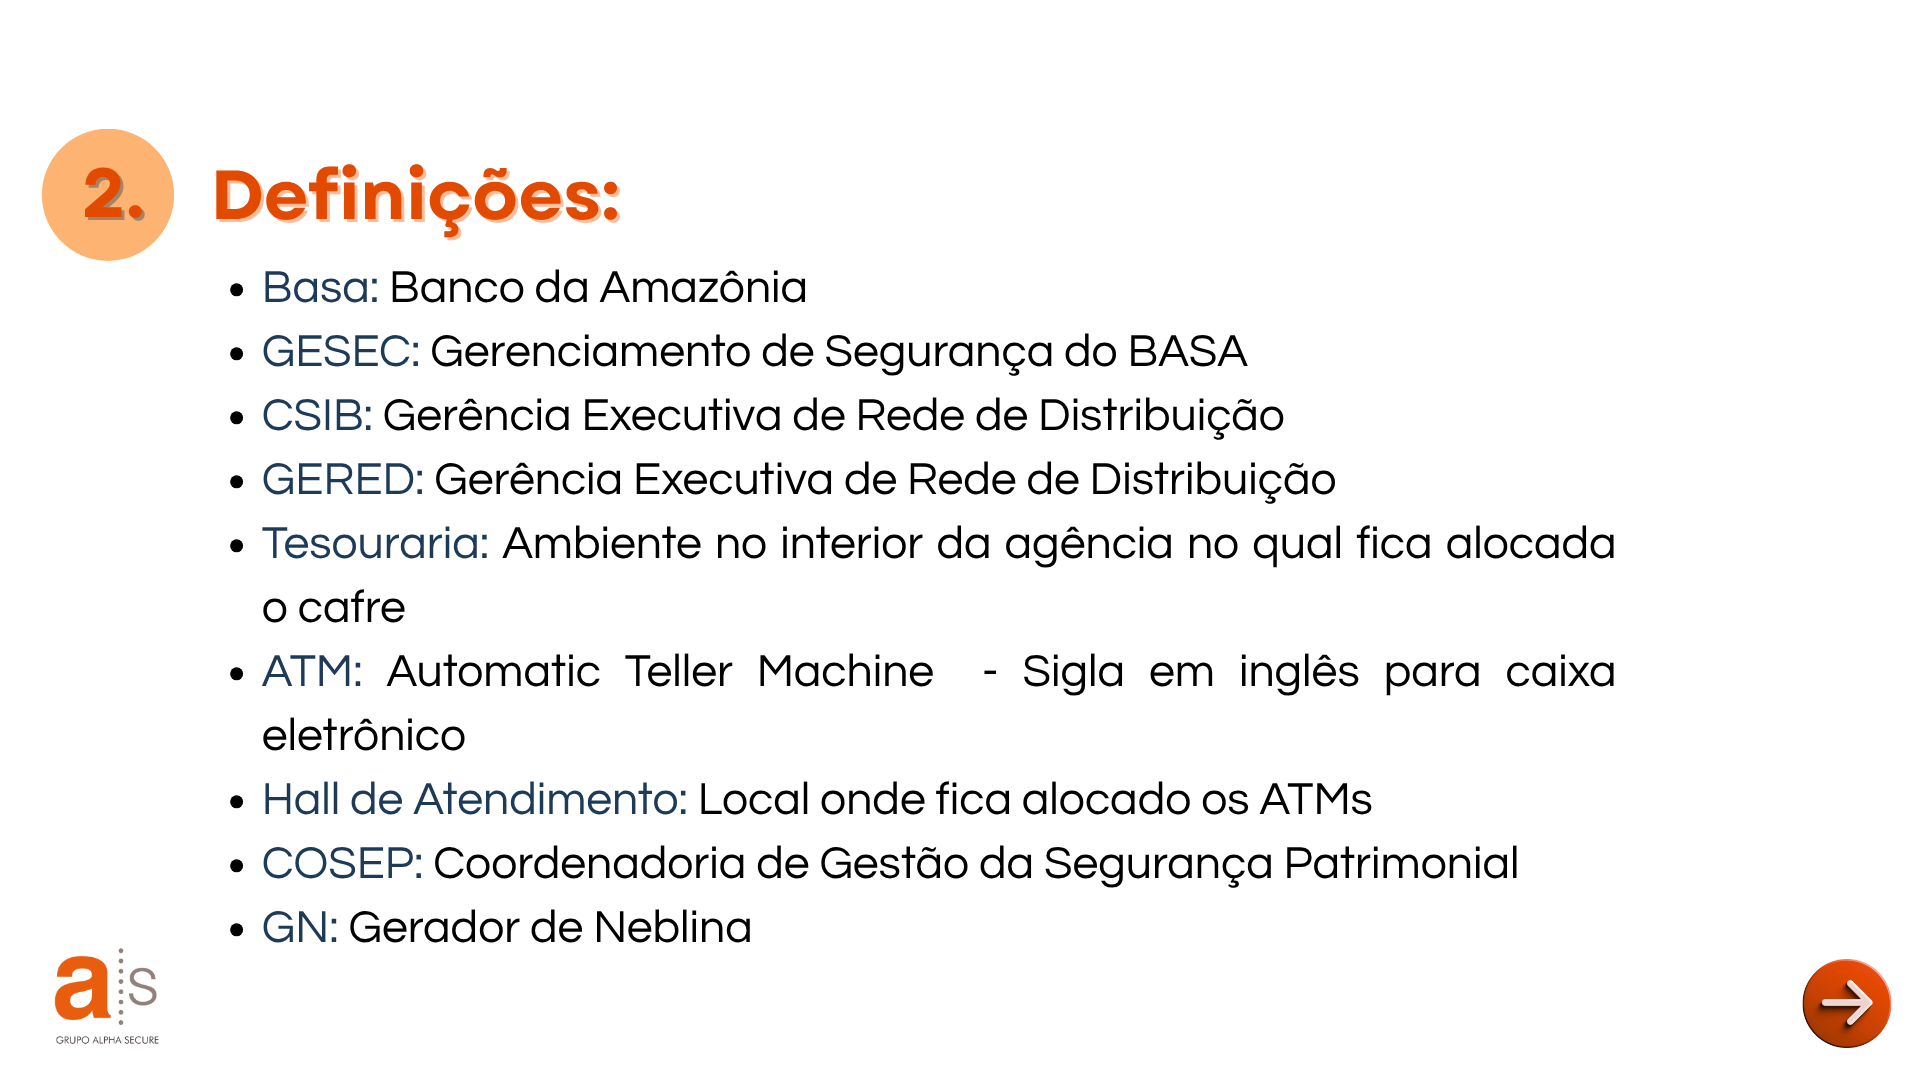 2. Definições:
• Basa: Banco da Amazônia
• GESEC: Gerenciamento de Segurança do BASA
• CSIB: Gerência Executiva de Rede de Distribuição
• GERED: Gerência Executiva de Rede de Distribuição
• Tesouraria: Ambiente no interior da agência no qual fica alocada
o cafre
• ATM: Automatic Teller Machine - Sigla em inglês para caixa
eletrônico
• Hall de Atendimento: Local onde fica alocado os ATMs
• COSEP: Coordenadoria de Gestão da Segurança Patrimonial
• GN: Gerador de Neblina
a s
GRUPO ALPHA SECURE